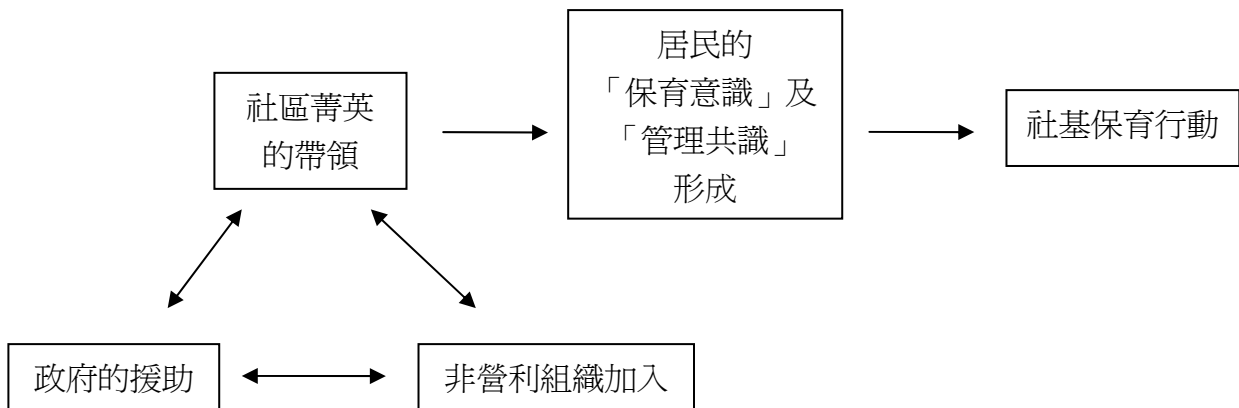 社區菁英
的帶領
居民的
「保育意識」及
「管理共識」
形成
社基保育行動
政府的援助
非營利組織加入